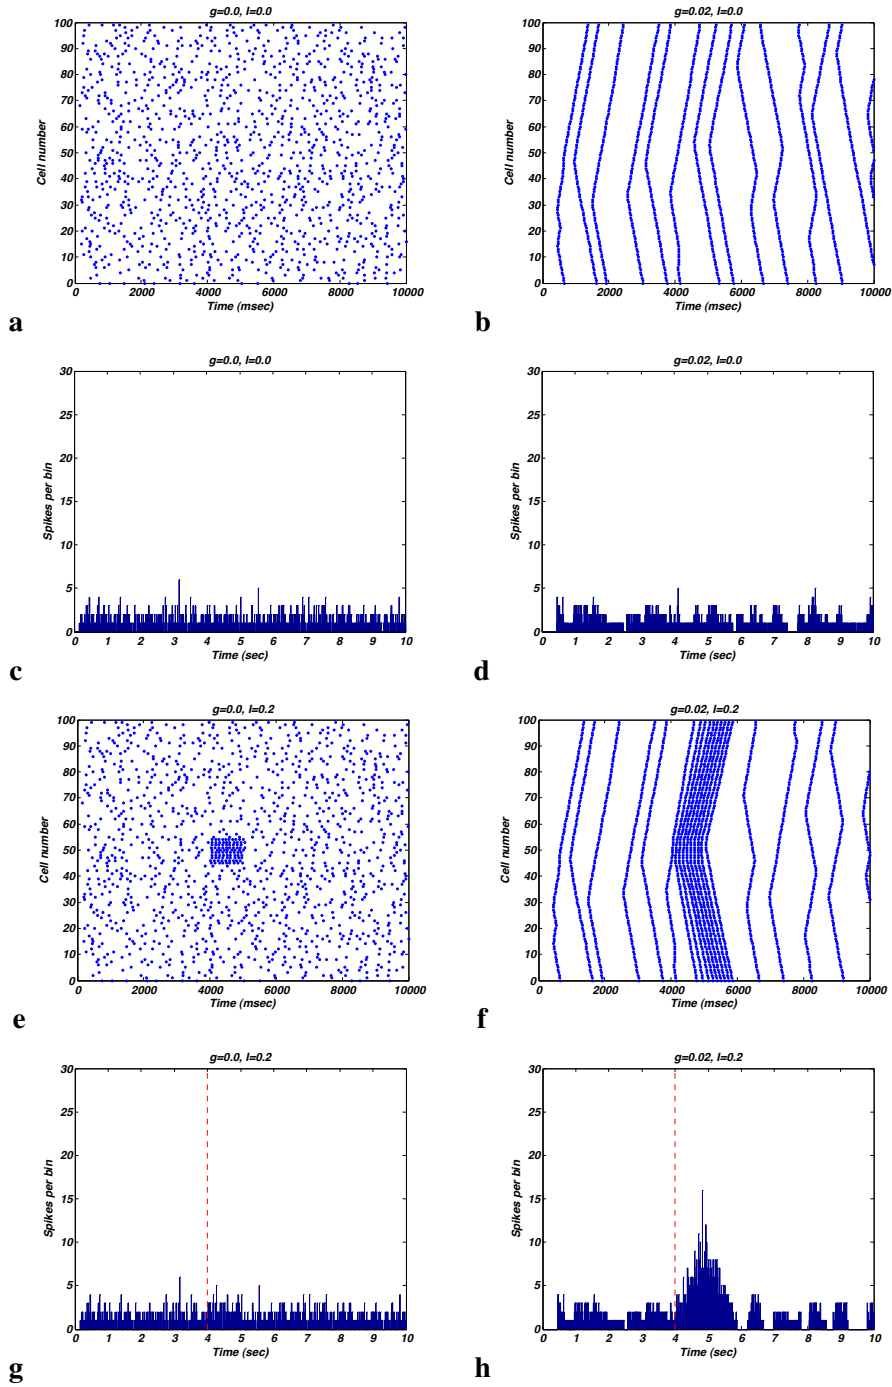 g=0.0, I=0.0
g=0.02, I=0.0
100
90
80
70
60
50
40
30
20
10
0
Cell number
0 2000 4000 6000 8000 10000
Time (msec)
100
90
80
70
60
50
40
30
20
10
0
Cell number
0 2000 4000 6000 8000 10000
Time (msec)
a
b
g=0.0, I=0.0
g=0.02, I=0.0
30
25
20
15
10
5
0
Spikes per bin
0 1 2 3 4 5 6 7 8 9 10
Time (sec)
30
25
20
15
10
5
0
Spikes per bin
0 1 2 3 4 5 6 7 8 9 10
Time (sec)
c
d
g=0.0, I=0.2
g=0.02, I=0.2
100
90
80
70
60
50
40
30
20
10
0
Cell number
0 2000 4000 6000 8000 10000
Time (msec)
100
90
80
70
60
50
40
30
20
10
0
Cell number
0 2000 4000 6000 8000 10000
Time (msec)
e
f
g=0.0, I=0.2
g=0.02, I=0.2
30
25
20
15
10
5
0
Spikes per bin
0 1 2 3 4 5 6 7 8 9 10
Time (sec)
30
25
20
15
10
5
0
Spikes per bin
0 1 2 3 4 5 6 7 8 9 10
Time (sec)
g
h